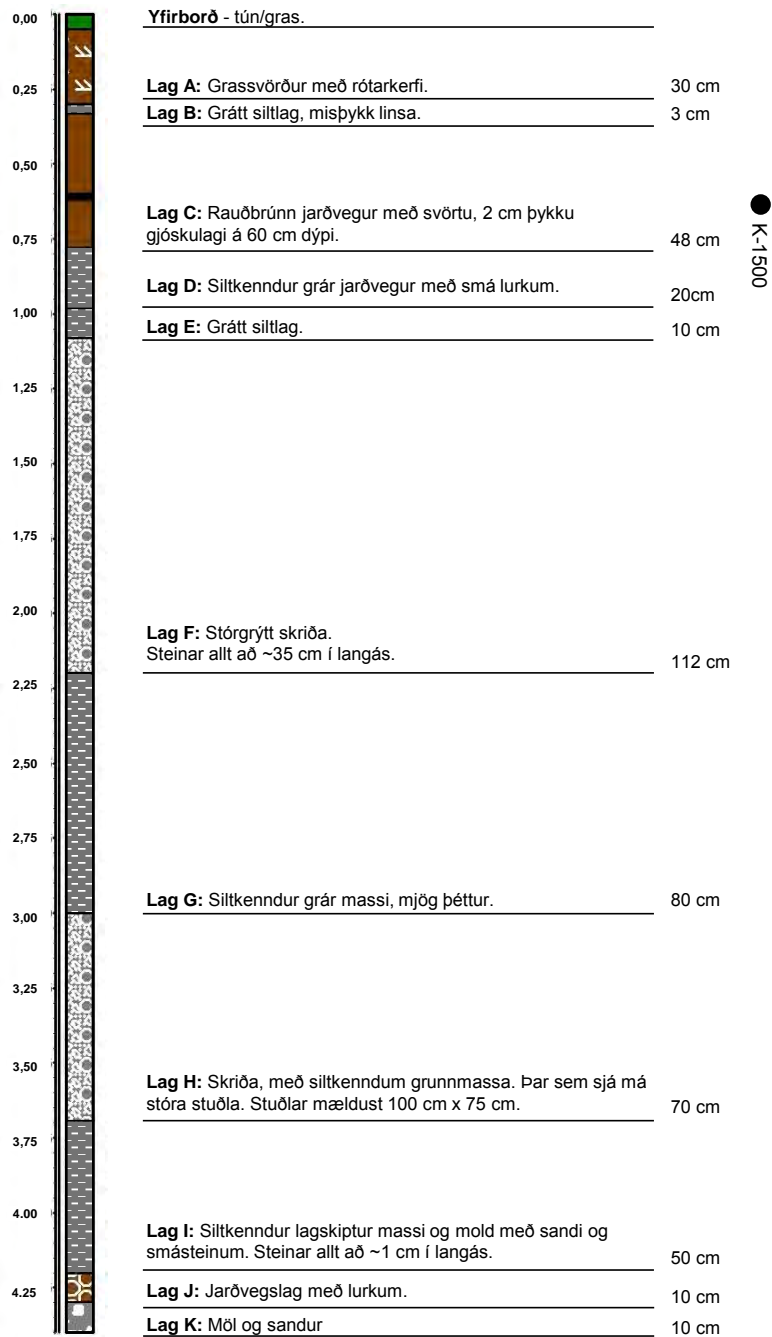 0,00
Yfirborð - tún/gras.
0,25
Lag A: Grassvörður með rótarkerfi. 30 cm
Lag B: Grátt siltlag, misþykk linsa. 3 cm
0,50
Lag C: Rauðbrúnn jarðvegur með svörtu, 2 cm þykku
gjóskulagi á 60 cm dýpi. 48 cm
0,75
K-1500
Lag D: Siltkenndur grár jarðvegur með smá lurkum. 20cm
1,00
Lag E: Grátt siltlag. 10 cm
1,25
1,50
1,75
2,00
Lag F: Stórgrýtt skriða.
Steinar allt að ~35 cm í langás. 112 cm
2,25
2,50
2,75
Lag G: Siltkenndur grár massi, mjög þéttur. 80 cm
3,00
3,25
3,50
Lag H: Skriða, með siltkenndum grunnmassa. Þar sem sjá má
stóra stuðla. Stuðlar mældust 100 cm x 75 cm. 70 cm
3,75
4.00
Lag I: Siltkenndur lagskiptur massi og mold með sandi og
smásteinum. Steinar allt að ~1 cm í langás. 50 cm
4.25
Lag J: Jarðvegslag með lurkum. 10 cm
Lag K: Möl og sandur 10 cm